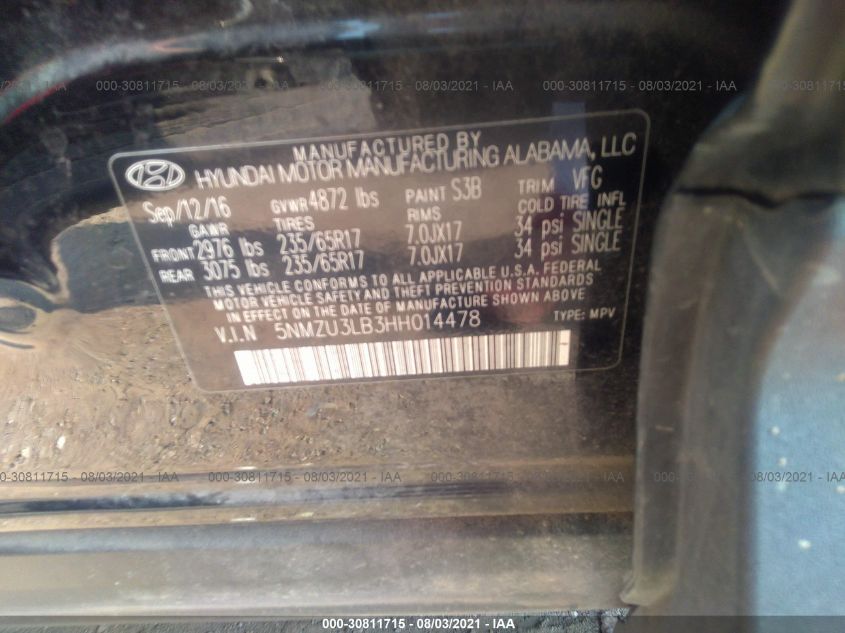 000-30811715 - 08/03/2021 - IAA
MANUFACTURED BY
HYUNDAI MOTOR MANUFACTURING ALABAMA, LLC
Sep/12/16 GVWR 4872 lbs PAINT S3B TRIM VFG
GAWR TIRES RIMS COLD TIRE INFL
FRONT 2976 lbs 235/65R17 7.0JX17 34 psi SINGLE
REAR 3075 lbs 235/65R17 7.0JX17 34 psi SINGLE
THIS VEHICLE CONFORMS TO ALL APPLICABLE U.S.A. FEDERAL
MOTOR VEHICLE SAFETY AND THEFT PREVENTION STANDARDS
IN EFFECT ON THE DATE OF MANUFACTURE SHOWN ABOVE
V.I.N 5NMZU3LB3HH014478 TYPE: MPV
000-30811715 - 08/03/2021 - IAA 000-30811715 - 08/03/2021 - IAA
000-30811715 - 08/03/2021 - IAA